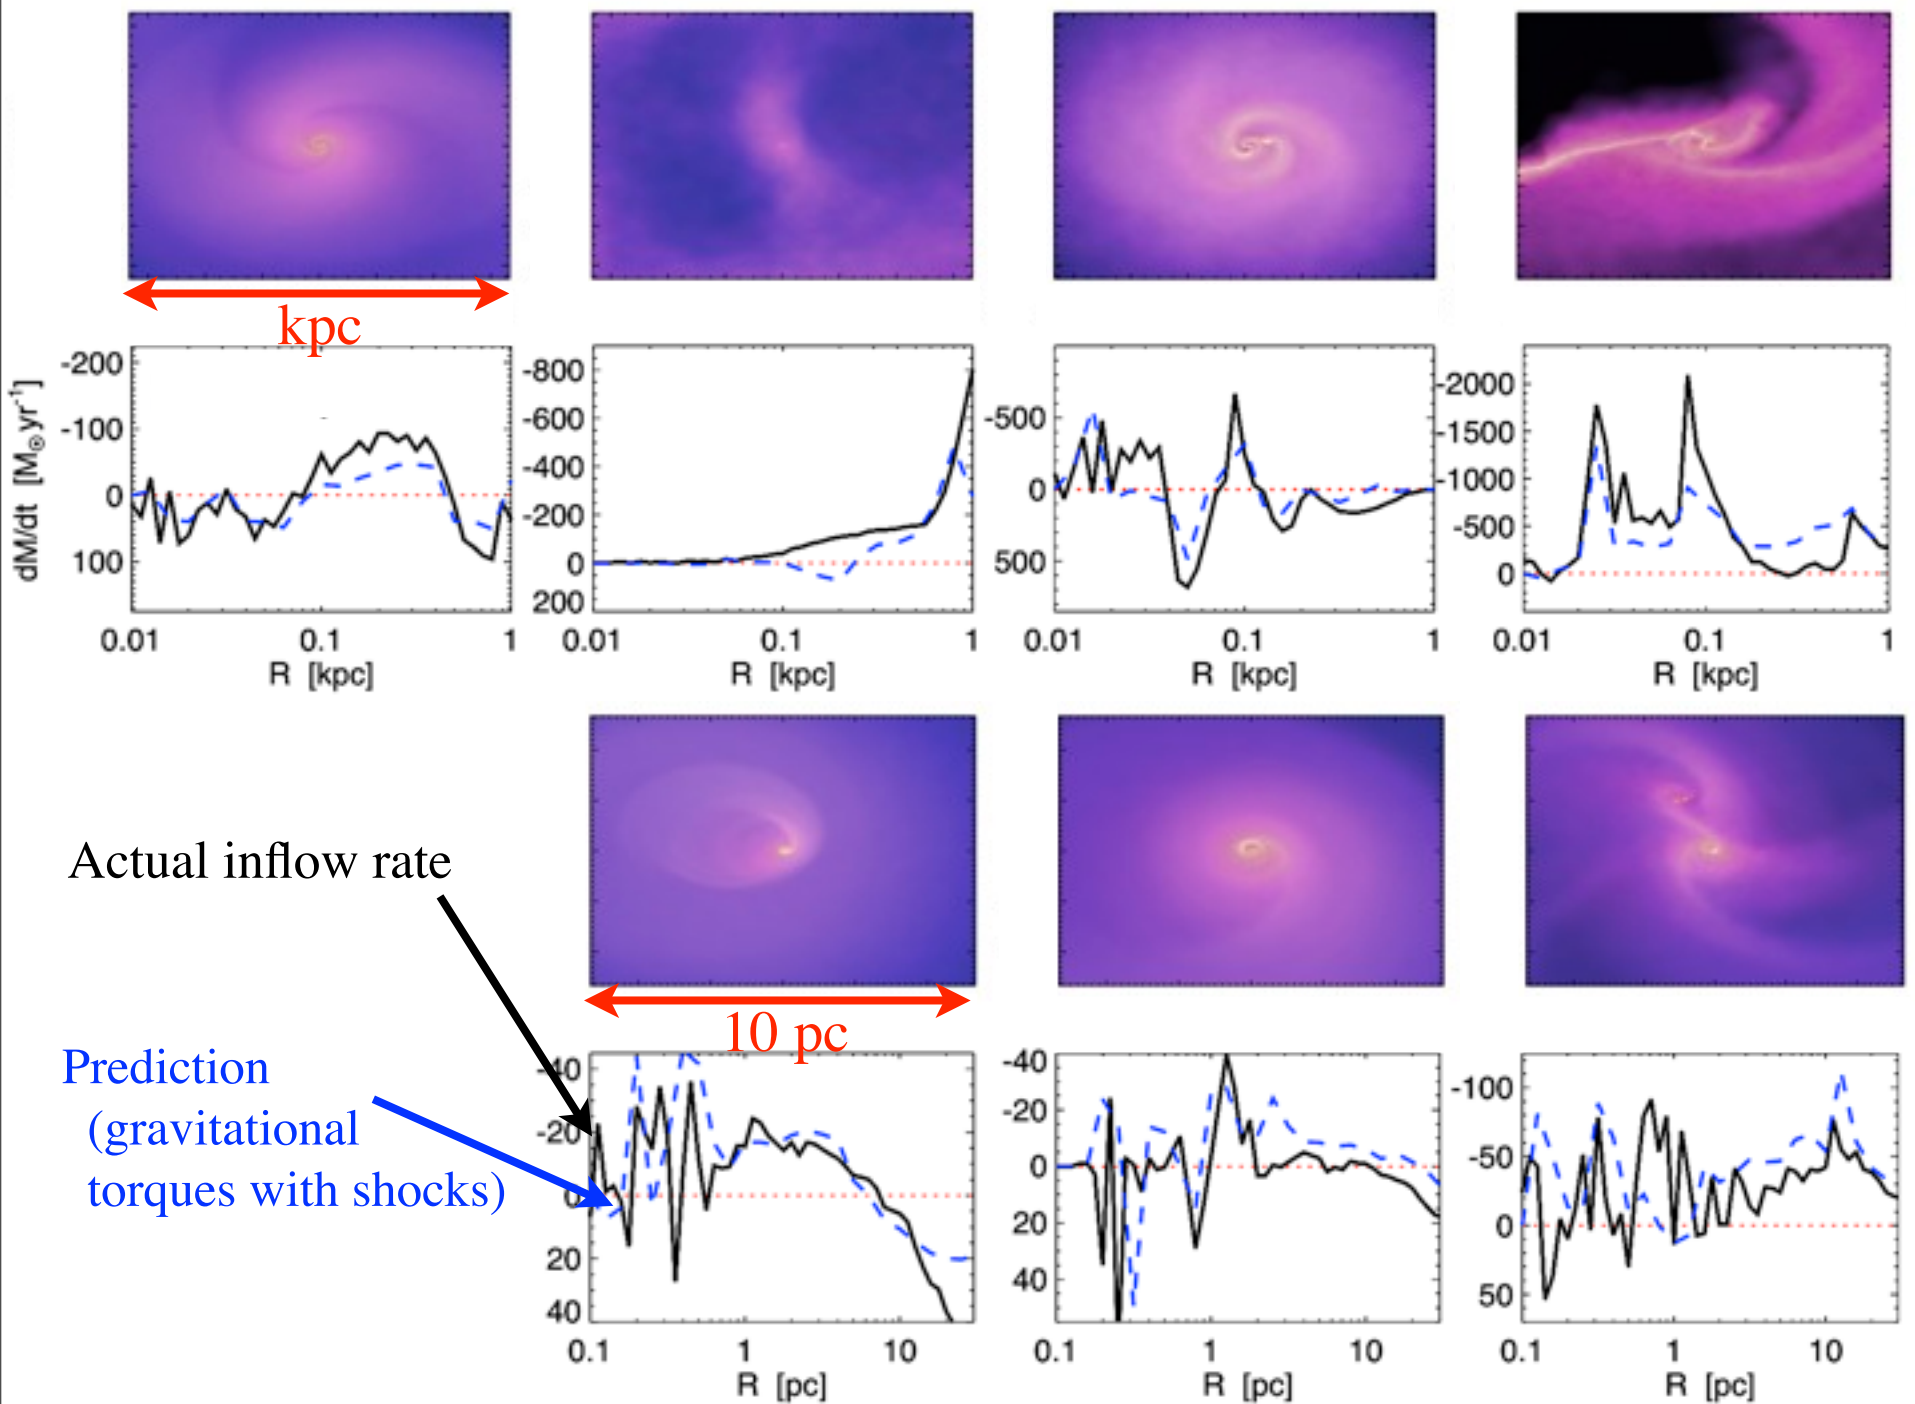 kpc
dM/dt [M⊙yr⁻¹]
-200
-100
0
100
0.01 0.1 1
R [kpc]
-800
-600
-400
-200
0
200
0.01 0.1 1
R [kpc]
-500
0
500
0.01 0.1 1
R [kpc]
-2000
-1500
-1000
-500
0
0.01 0.1 1
R [kpc]
Actual inflow rate
Prediction
(gravitational
torques with shocks)
10 pc
-40
-20
0
20
40
0.1 1 10
R [pc]
-40
-20
0
20
40
0.1 1 10
R [pc]
-100
-50
0
50
0.1 1 10
R [pc]